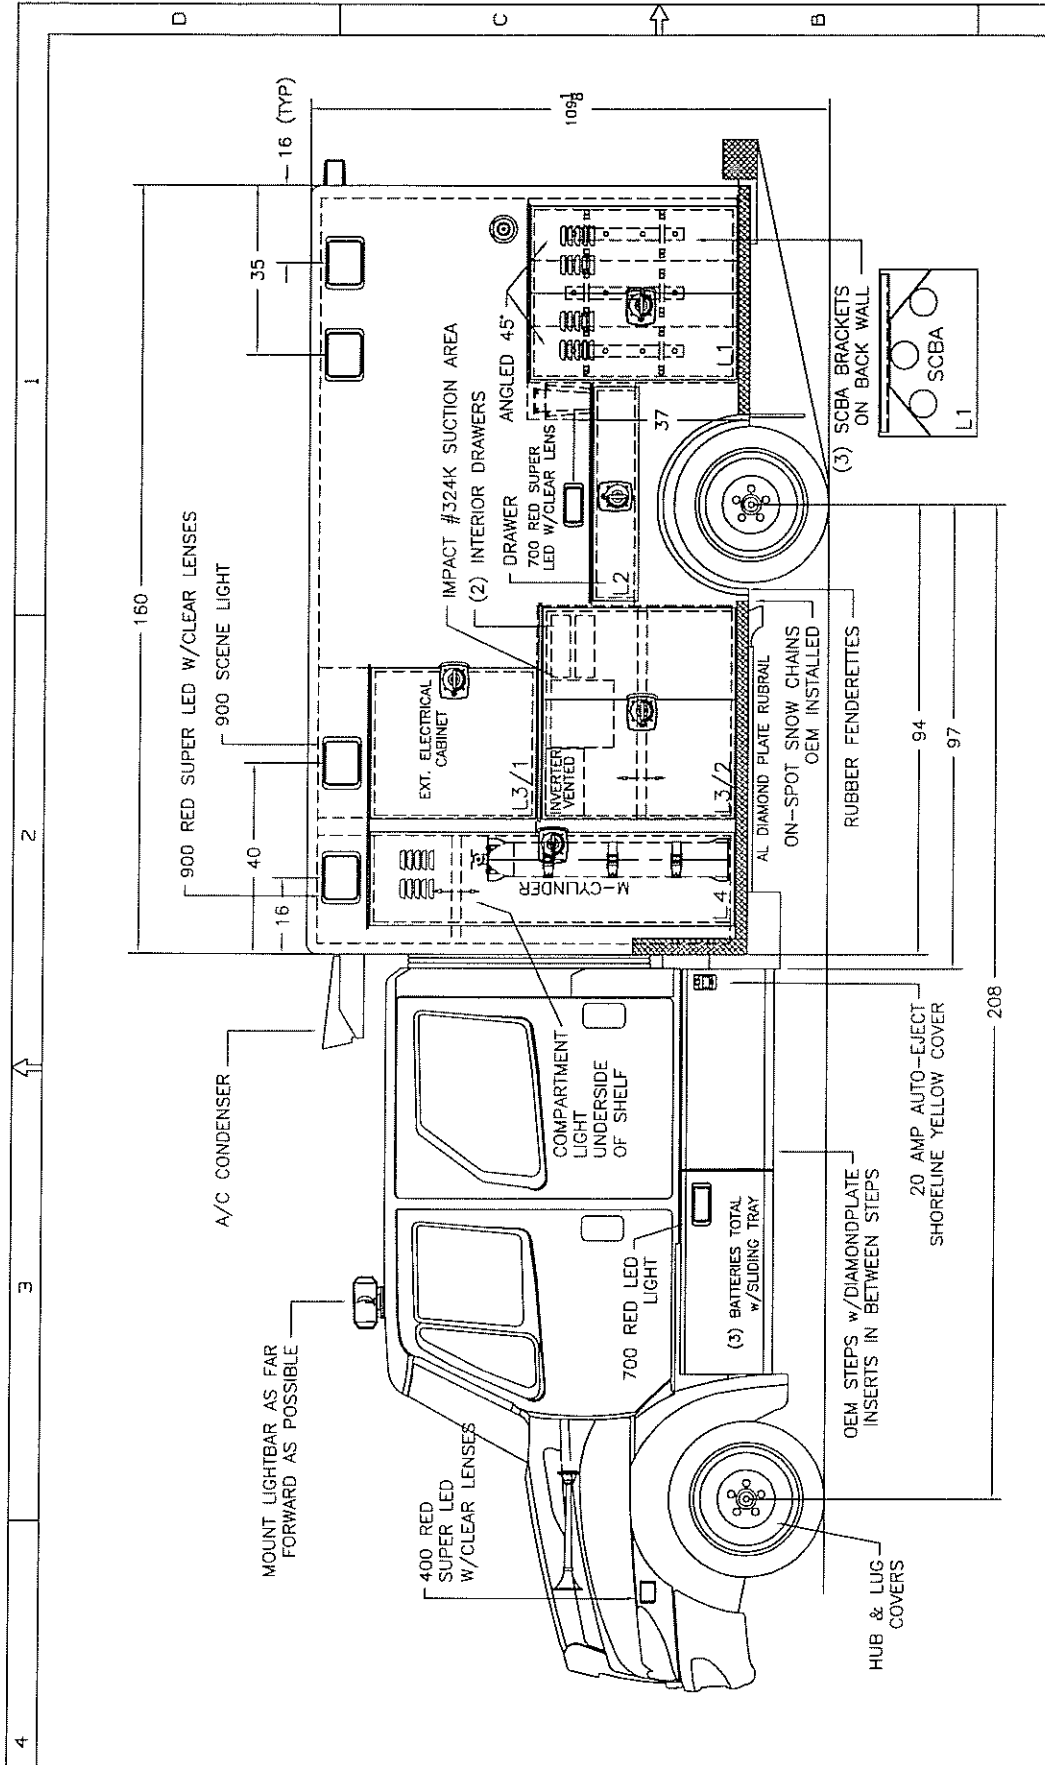 4
3
2
1
D
C
B
160
16 (TYP)
35
109 1/8
900 RED SUPER LED W/CLEAR LENSES
900 SCENE LIGHT
40
16
A/C CONDENSER
MOUNT LIGHTBAR AS FAR
FORWARD AS POSSIBLE
EXT. ELECTRICAL
CABINET
L3/1
IMPACT #324K SUCTION AREA
(2) INTERIOR DRAWERS
DRAWER
700 RED SUPER
LED W/CLEAR LENS
ANGLED 45°
L1
L2
37
INVERTER
VENTED
L3/2
M-CYLINDER
L4
COMPARTMENT
LIGHT
UNDERSIDE
OF SHELF
400 RED
SUPER LED
W/CLEAR LENSES
700 RED LED
LIGHT
(3) BATTERIES TOTAL
w/SLIDING TRAY
HUB & LUG
COVERS
OEM STEPS w/DIAMONDPLATE
INSERTS IN BETWEEN STEPS
20 AMP AUTO-EJECT
SHORELINE YELLOW COVER
AL DIAMOND PLATE RUBRAIL
ON-SPOT SNOW CHAINS
OEM INSTALLED
RUBBER FENDERETTES
(3) SCBA BRACKETS
ON BACK WALL
SCBA
L1
94
97
208